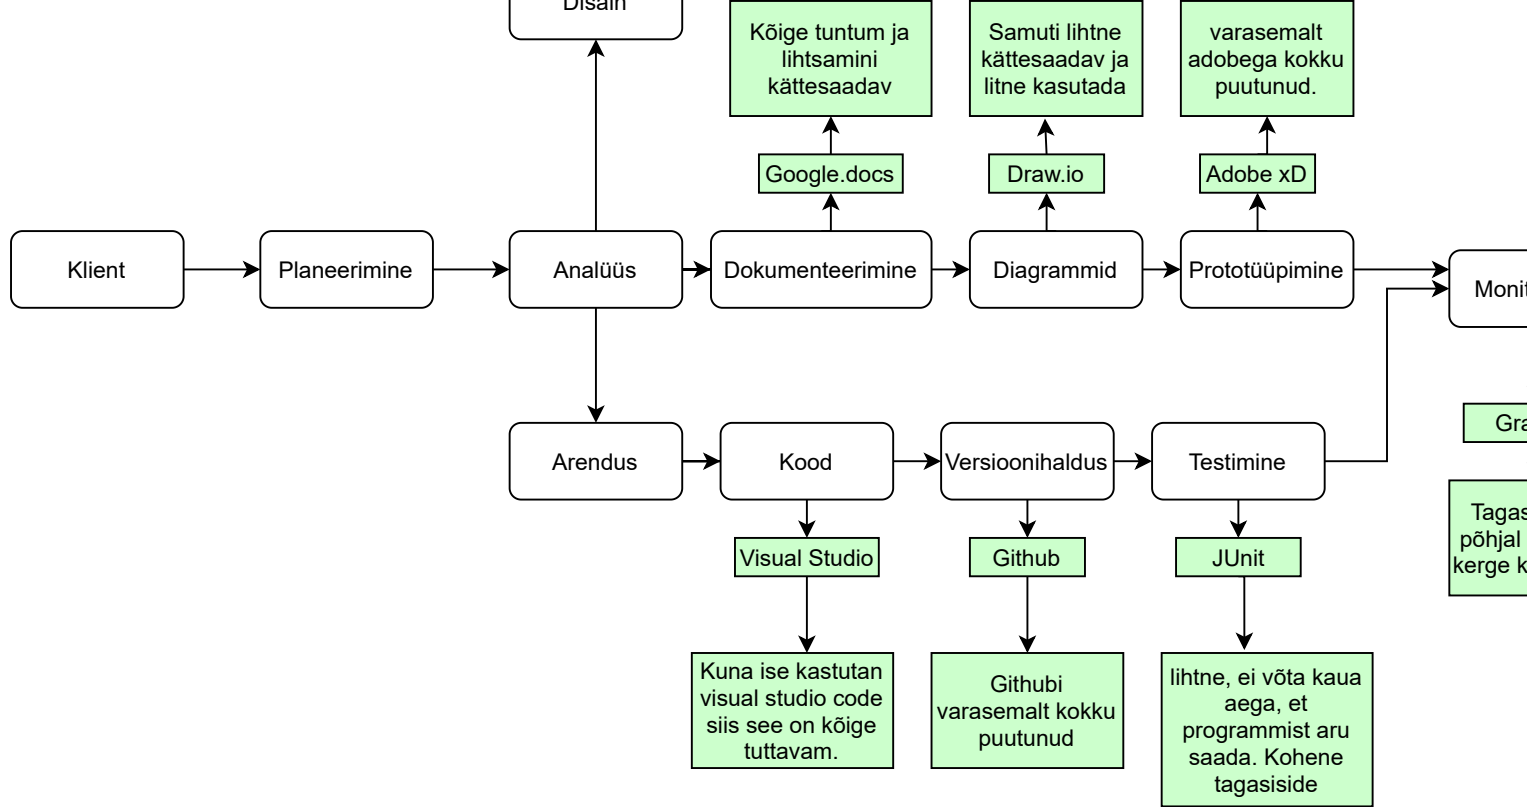 Disain
Kõige tuntum ja
lihtsamini
kättesaadav
Samuti lihtne
kättesaadav ja
litne kasutada
varasemalt
adobega kokku
puutunud.
Google.docs
Draw.io
Adobe xD
Klient
Planeerimine
Analüüs
Dokumenteerimine
Diagrammid
Prototüüpimine
Arendus
Kood
Versioonihaldus
Testimine
Visual Studio
Github
JUnit
põhjal
kerge
Kuna ise kastutan
visual studio code
siis see on kõige
tuttavam.
Githubi
varasemalt kokku
puutunud
lihtne, ei võta kaua
aega, et
programmist aru
saada. Kohene
tagasiside